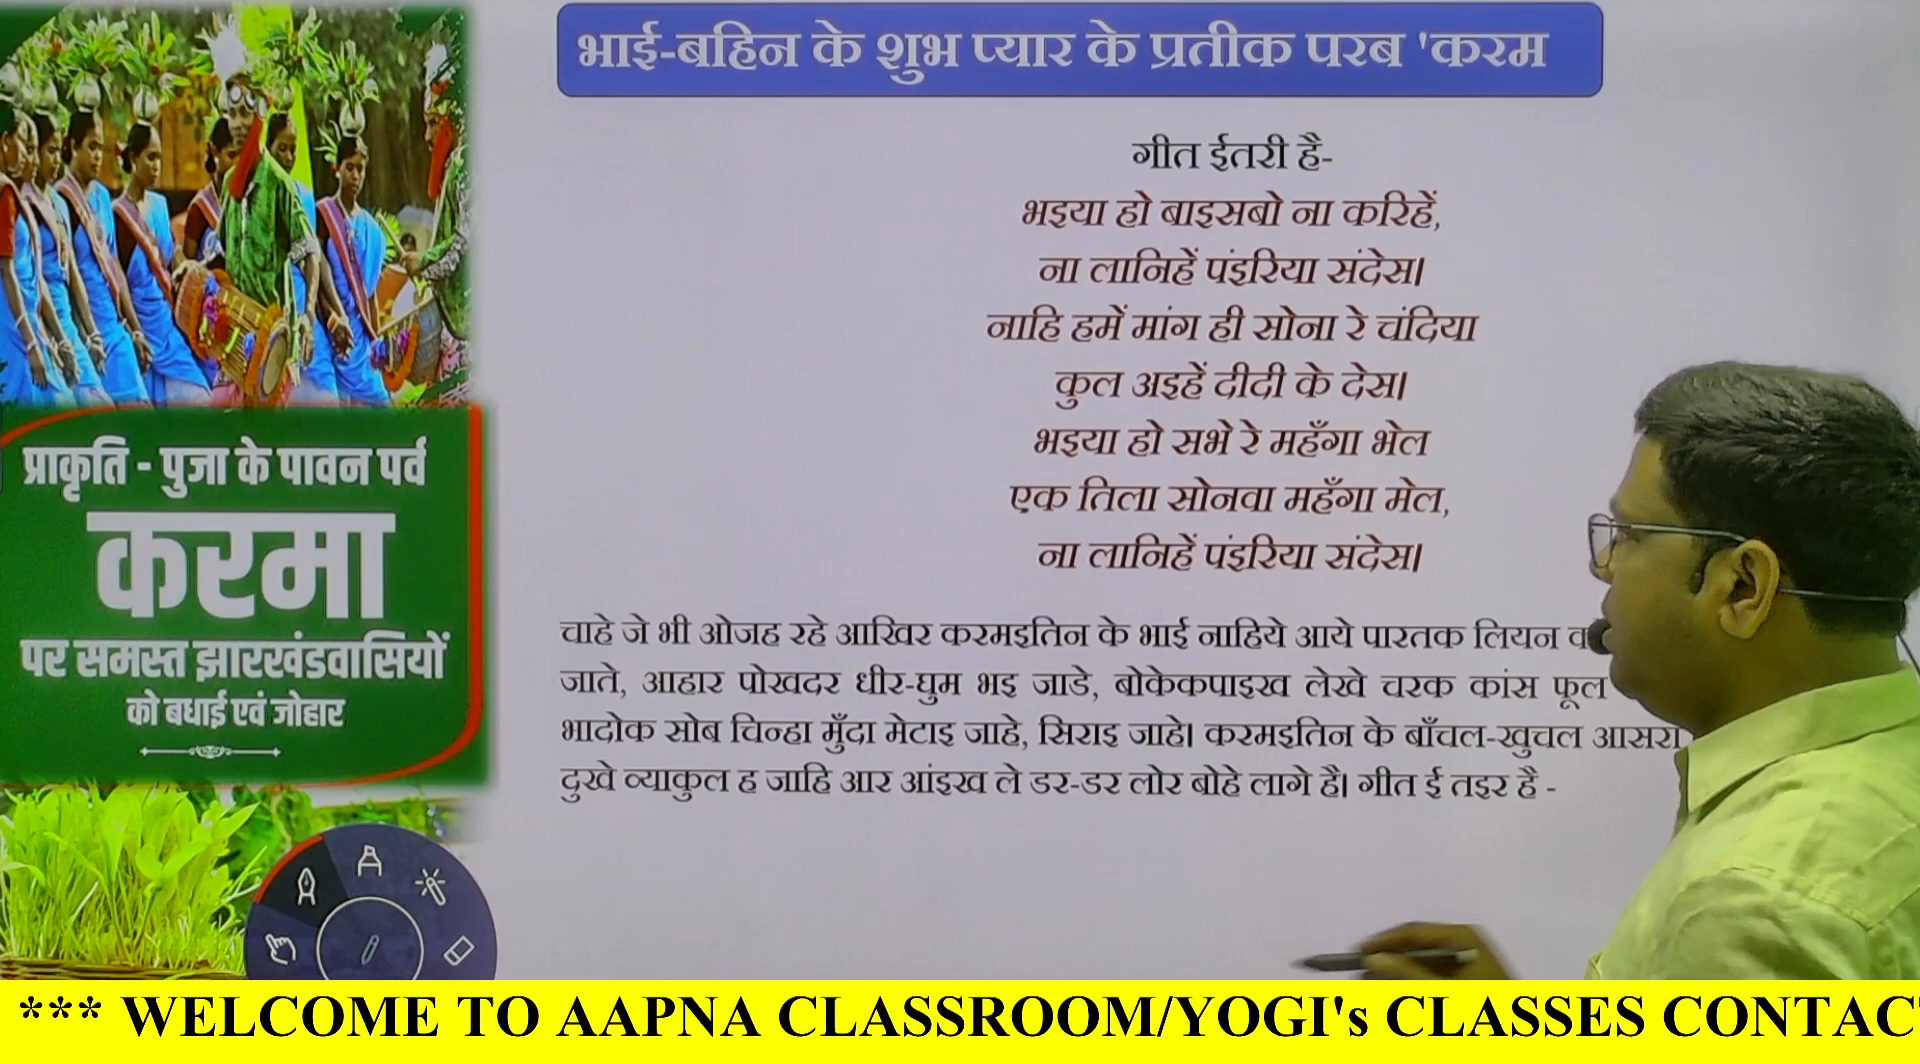 भाई-बहिन के शुभ प्यार के प्रतीक परब 'करम
गीत ईतरी है-
भइया हो बाइसबो ना करिहें,
ना लानिहें पंइरिया संदेस।
नाहि हमें मांग ही सोना रे चंदिया
कुल अइहें दीदी के देस।
भइया हो सभे रे महँगा भेल
एक तिला सोनवा महँगा मेल,
ना लानिहें पंइरिया संदेस।
चाहे जे भी ओजह रहे आखिर करमइतिन के भाई नाहिये आये पारतक लियन
जाते, आहार पोखदर धीर-घुम भइ जाडे, बोकेकपाइख लेखे चरक कांस फूल
भादोक सोब चिन्हा मुँदा मेटाइ जाहे, सिराइ जाहे। करमइतिन के बाँचल-खुचल आसरा
दुखे व्याकुल ह जाहि आर आंइख ले डर-डर लोर बोहे लागे है। गीत ई तइर है -
प्राकृति - पुजा के पावन पर्व
करमा
पर समस्त झारखंडवासियों
को बधाई एवं जोहार
*** WELCOME TO AAPNA CLASSROOM/YOGI's CLASSES CONTAC